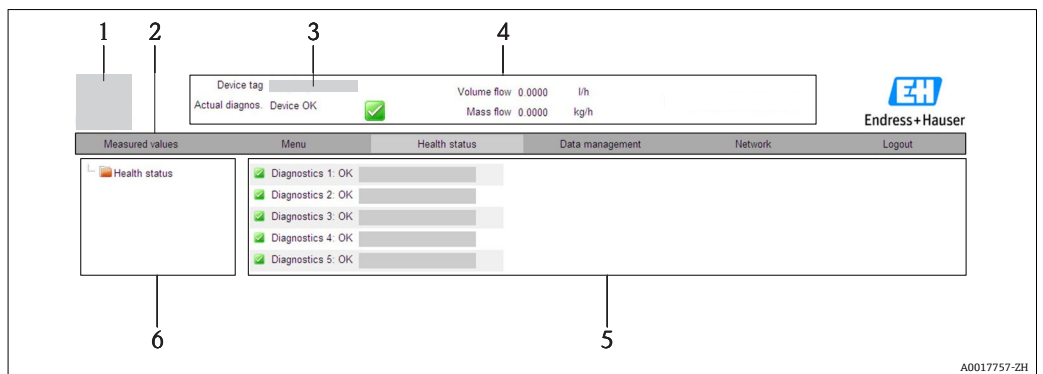 1 2 3 4
Device tag
Volume flow 0.0000 l/h
Actual diagnos. Device OK
Mass flow 0.0000 kg/h
EH
Endress+Hauser
Measured values Menu Health status Data management Network Logout
Health status
Diagnostics 1: OK
Diagnostics 2: OK
Diagnostics 3: OK
Diagnostics 4: OK
Diagnostics 5: OK
6 5
A0017757-ZH